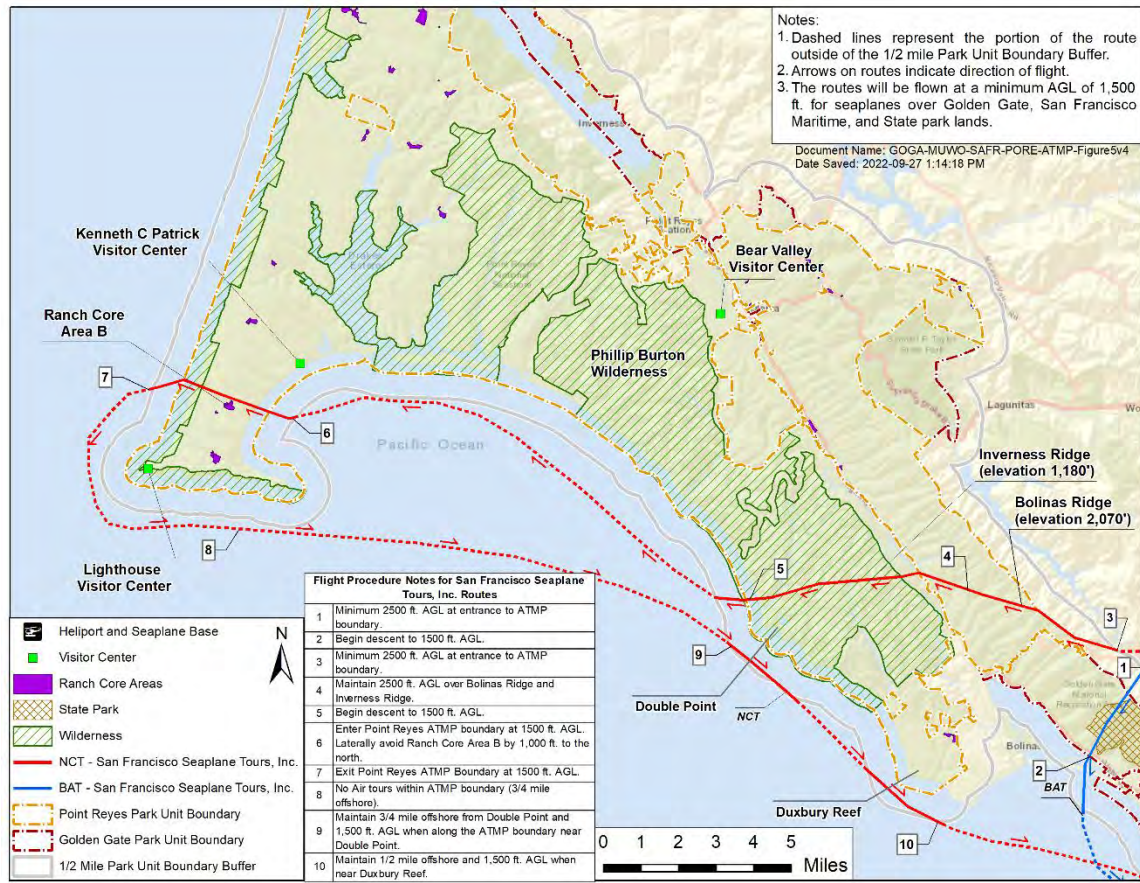 Notes:
1. Dashed lines represent the portion of the route
outside of the 1/2 mile Park Unit Boundary Buffer.
2. Arrows on routes indicate direction of flight.
3. The routes will be flown at a minimum AGL of 1,500
ft. for seaplanes over Golden Gate, San Francisco
Maritime, and State park lands.
Document Name: GOGA-MUWO-SAFR-PORE-ATMP-Figure5v4
Date Saved: 2022-09-27 1:14:18 PM
Inverness
Kenneth C Patrick
Visitor Center
Bear Valley
Visitor Center
Ranch Core
Area B
Phillip Burton
Wilderness
7
6
Pacific Ocean
Lagunitas
Inverness Ridge
(elevation 1,180')
Bolinas Ridge
(elevation 2,070')
8
5
4
3
1
Lighthouse
Visitor Center
9
Double Point
NCT
Bolinas
2
BAT
Duxbury Reef
10
Flight Procedure Notes for San Francisco Seaplane
Tours, Inc. Routes
1 Minimum 2500 ft. AGL at entrance to ATMP
boundary.
2 Begin descent to 1500 ft. AGL.
3 Minimum 2500 ft. AGL at entrance to ATMP
boundary.
4 Maintain 2500 ft. AGL over Bolinas Ridge and
Inverness Ridge.
5 Begin descent to 1500 ft. AGL.
6 Enter Point Reyes ATMP boundary at 1500 ft. AGL.
Laterally avoid Ranch Core Area B by 1,000 ft. to the
north.
7 Exit Point Reyes ATMP Boundary at 1500 ft. AGL.
8 No Air tours within ATMP boundary (3/4 mile
offshore).
9 Maintain 3/4 mile offshore from Double Point and
1,500 ft. AGL when along the ATMP boundary near
Double Point.
10 Maintain 1/2 mile offshore and 1,500 ft. AGL when
near Duxbury Reef.
Heliport and Seaplane Base
N
Visitor Center
Ranch Core Areas
State Park
Wilderness
NCT - San Francisco Seaplane Tours, Inc.
BAT - San Francisco Seaplane Tours, Inc.
Point Reyes Park Unit Boundary
Golden Gate Park Unit Boundary
1/2 Mile Park Unit Boundary Buffer
0 1 2 3 4 5
Miles